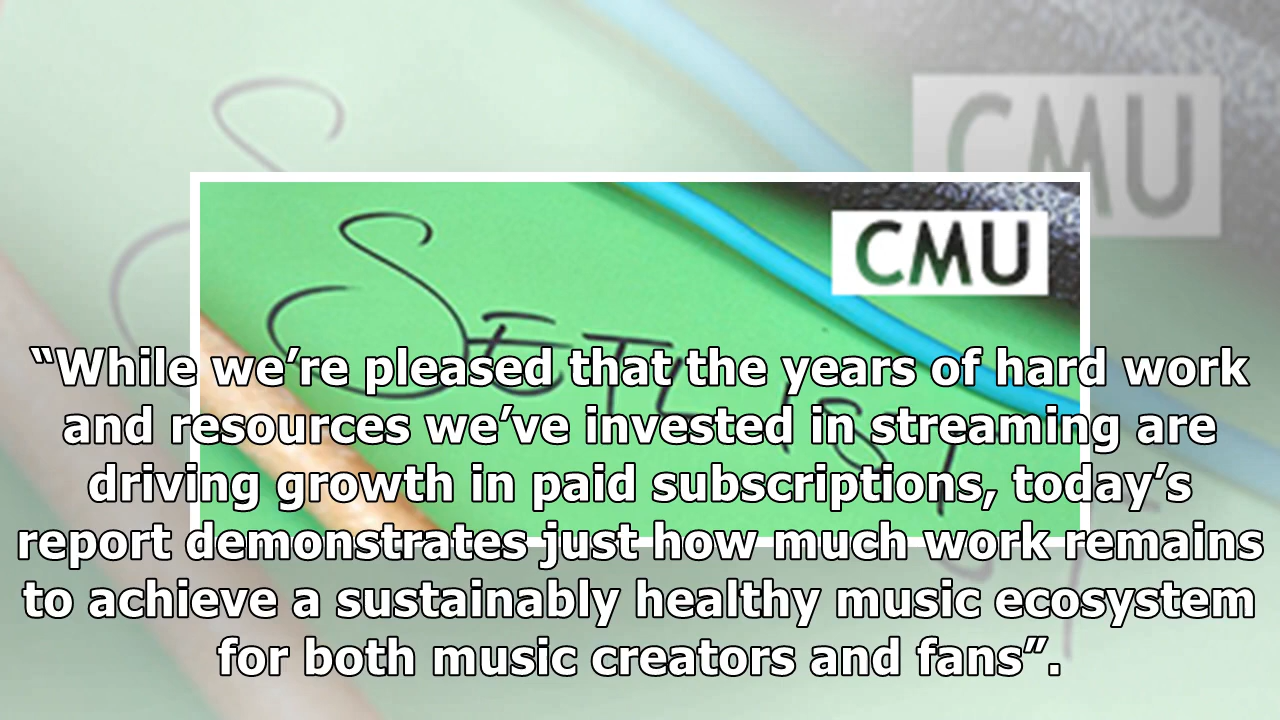 CMU
CMU
SETLIST
“While we’re pleased that the years of hard work
and resources we’ve invested in streaming are
driving growth in paid subscriptions, today’s
report demonstrates just how much work remains
to achieve a sustainably healthy music ecosystem
for both music creators and fans”.